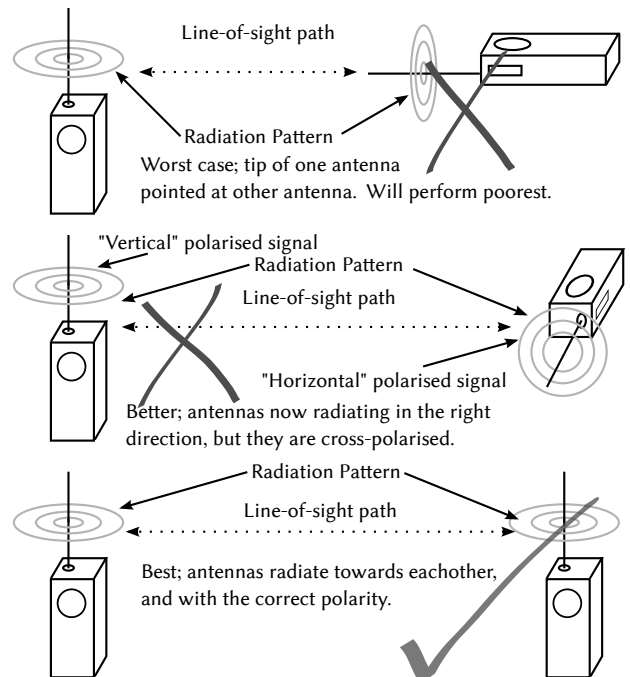 Line-of-sight path
Radiation Pattern
Worst case; tip of one antenna
pointed at other antenna.  Will perform poorest.
"Vertical" polarised signal
Radiation Pattern
Line-of-sight path
"Horizontal" polarised signal
Better; antennas now radiating in the right
direction, but they are cross-polarised.
Radiation Pattern
Line-of-sight path
Best; antennas radiate towards eachother,
and with the correct polarity.